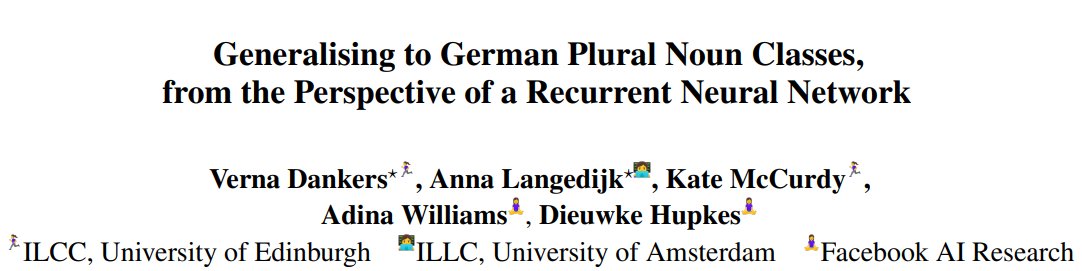 Generalising to German Plural Noun Classes,
from the Perspective of a Recurrent Neural Network
Verna Dankers⋆🏃‍♀️, Anna Langedijk⋆🧑‍💻, Kate McCurdy🏃‍♀️,
Adina Williams🧘‍♀️, Dieuwke Hupkes🧘‍♀️
🏃‍♀️ILCC, University of Edinburgh 🧑‍💻ILLC, University of Amsterdam 🧘‍♀️Facebook AI Research